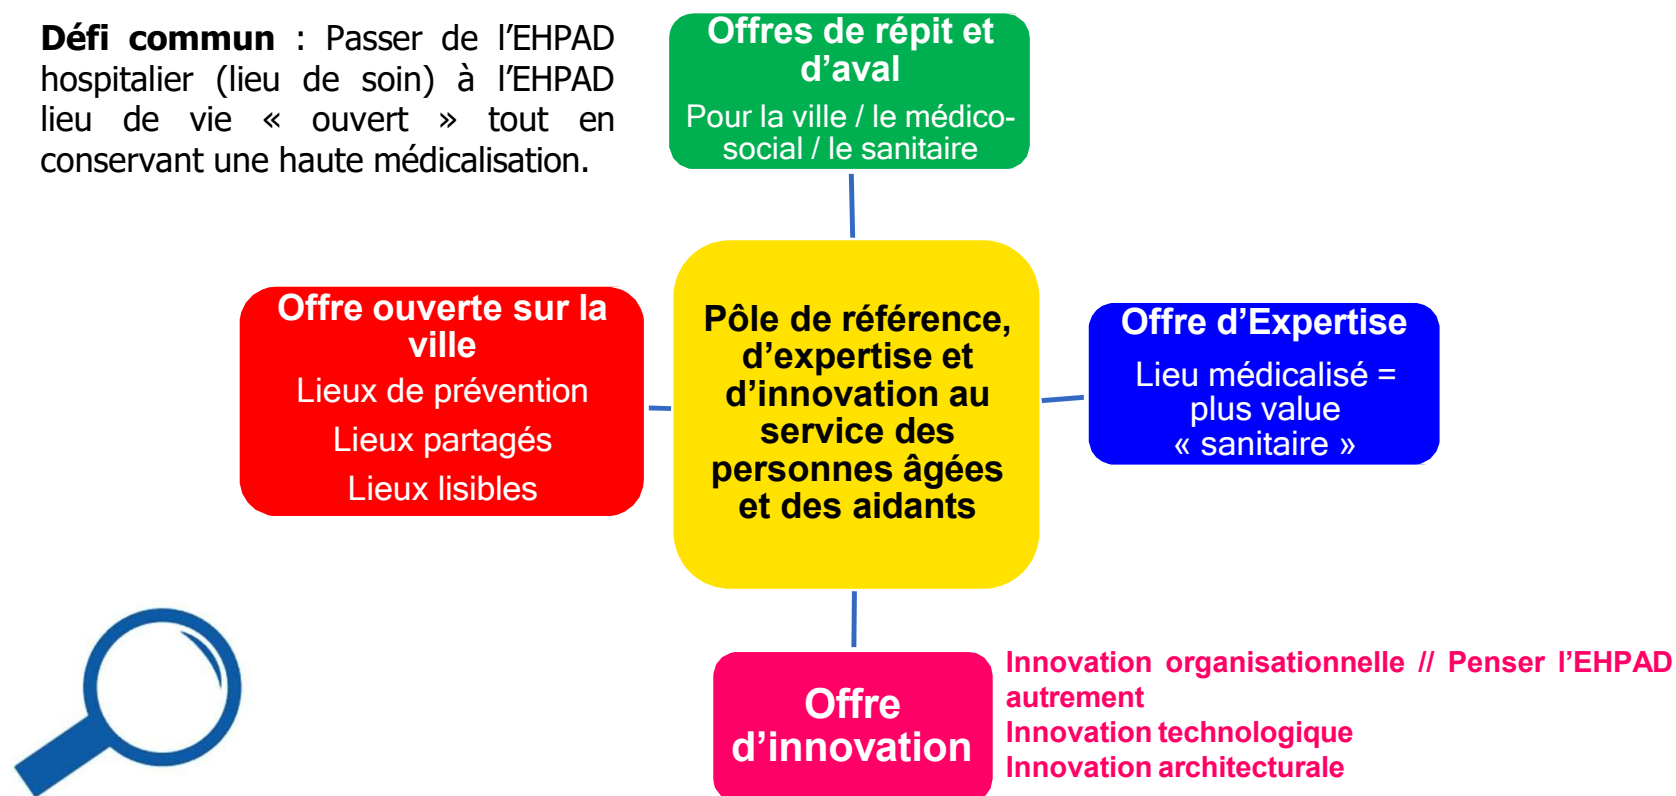 Défi commun : Passer de l’EHPAD
hospitalier (lieu de soin) à l’EHPAD
lieu de vie « ouvert » tout en
conservant une haute médicalisation.
Offres de répit et
d’aval
Pour la ville / le médico-
social / le sanitaire
Offre ouverte sur la
ville
Lieux de prévention
Lieux partagés
Lieux lisibles
Pôle de référence,
d’expertise et
d’innovation au
service des
personnes âgées
et des aidants
Offre d’Expertise
Lieu médicalisé =
plus value
« sanitaire »
Offre
d’innovation
Innovation organisationnelle // Penser l’EHPAD
autrement
Innovation technologique
Innovation architecturale